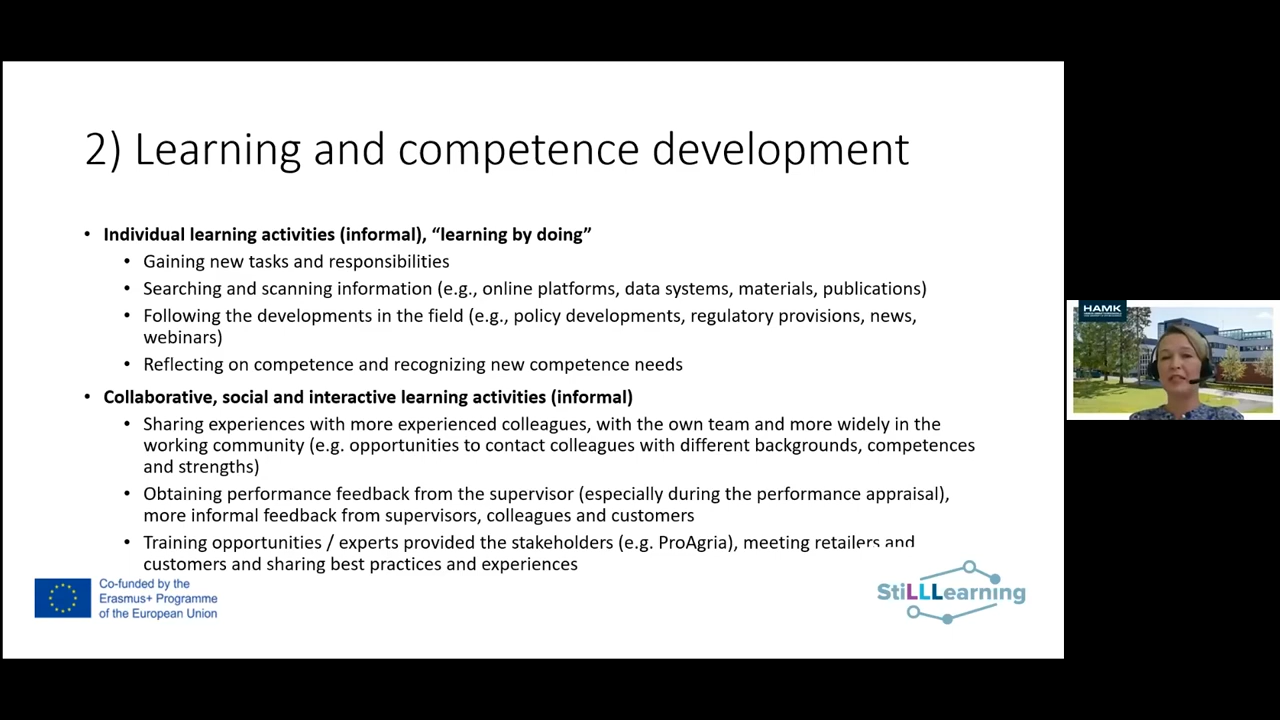 2) Learning and competence development
• Individual learning activities (informal), “learning by doing”
• Gaining new tasks and responsibilities
• Searching and scanning information (e.g., online platforms, data systems, materials, publications)
• Following the developments in the field (e.g., policy developments, regulatory provisions, news,
webinars)
• Reflecting on competence and recognizing new competence needs
• Collaborative, social and interactive learning activities (informal)
• Sharing experiences with more experienced colleagues, with the own team and more widely in the
working community (e.g. opportunities to contact colleagues with different backgrounds, competences
and strengths)
• Obtaining performance feedback from the supervisor (especially during the performance appraisal),
more informal feedback from supervisors, colleagues and customers
• Training opportunities / experts provided the stakeholders (e.g. ProAgria), meeting retailers and
customers and sharing best practices and experiences
Co-funded by the
Erasmus+ Programme
of the European Union
StiLLLearning
HAMK